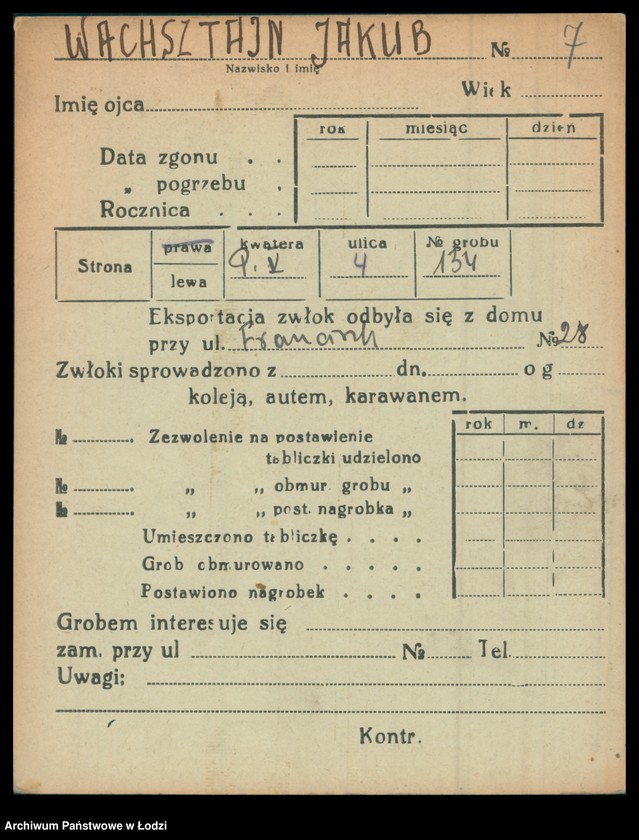 WACHSZTAJN JAKUB № 7
Nazwisko i imię
Imię ojca Wiek
rok miesiąc dzień
Data zgonu . .
„ pogrzebu .
Rocznica . . .
Strona prawa lewa kwatera P. V ulica 4 № grobu 134
Eksportacja zwłok odbyła się z domu
przy ul. № 28
Zwłoki sprowadzono z dn. o g
koleją, autem, karawanem.
rok m. dz
№ . Zezwolenie na postawienie
tabliczki udzielono
№ . „ „ obmur. grobu „
№ . „ „ post. nagrobka „
Umieszczono tabliczkę . . . .
Grob obmurowano . . . . .
Postawiono nagrobek . . . .
Grobem interesuje się
zam. przy ul № Tel.
Uwagi:
Kontr.
Archiwum Państwowe w Łodzi